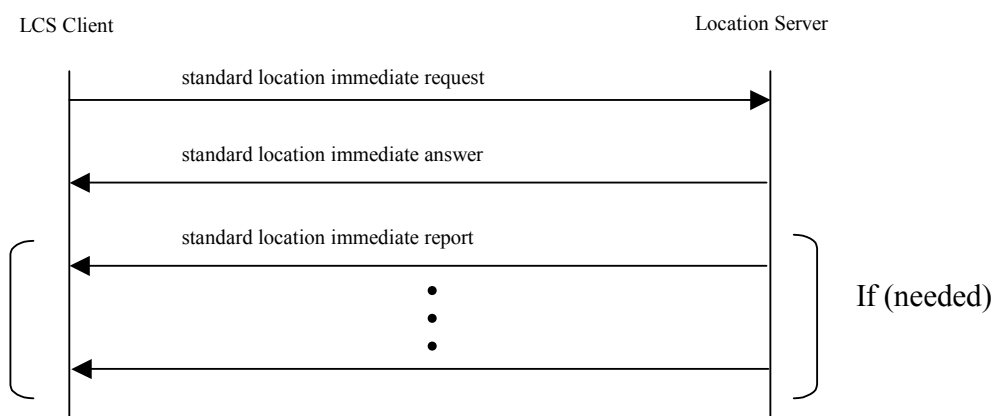 LCS Client
Location Server
standard location immediate request
standard location immediate answer
standard location immediate report
If (needed)